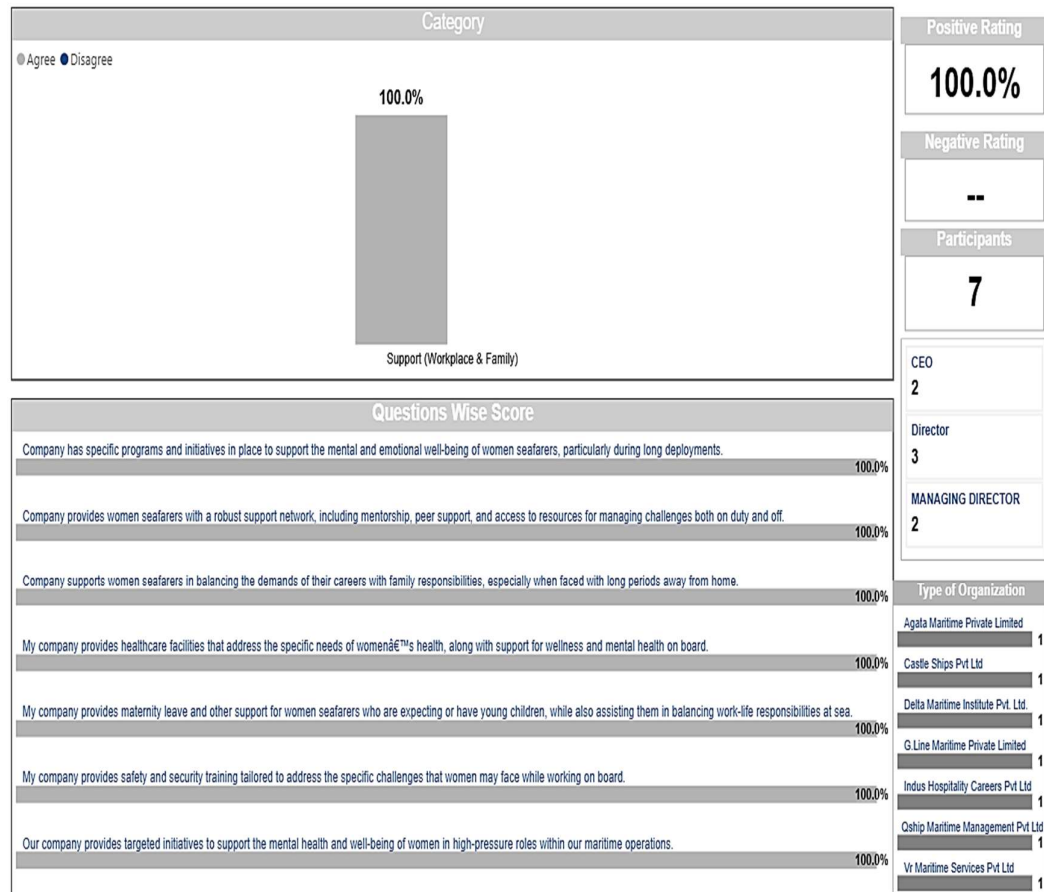 Category
Agree Disagree
100.0%
Support (Workplace & Family)
Positive Rating
100.0%
Negative Rating
--
Participants
7
CEO
2
Director
3
MANAGING DIRECTOR
2
Questions Wise Score
Company has specific programs and initiatives in place to support the mental and emotional well-being of women seafarers, particularly during long deployments.
100.0%
Company provides women seafarers with a robust support network, including mentorship, peer support, and access to resources for managing challenges both on duty and off.
100.0%
Company supports women seafarers in balancing the demands of their careers with family responsibilities, especially when faced with long periods away from home.
100.0%
My company provides healthcare facilities that address the specific needs of womenâ€™s health, along with support for wellness and mental health on board.
100.0%
My company provides maternity leave and other support for women seafarers who are expecting or have young children, while also assisting them in balancing work-life responsibilities at sea.
100.0%
My company provides safety and security training tailored to address the specific challenges that women may face while working on board.
100.0%
Our company provides targeted initiatives to support the mental health and well-being of women in high-pressure roles within our maritime operations.
100.0%
Type of Organization
Agata Maritime Private Limited
1
Castle Ships Pvt Ltd
1
Delta Maritime Institute Pvt. Ltd.
1
G.Line Maritime Private Limited
1
Indus Hospitality Careers Pvt Ltd
1
Qship Maritime Management Pvt Ltd
1
Vr Maritime Services Pvt Ltd
1